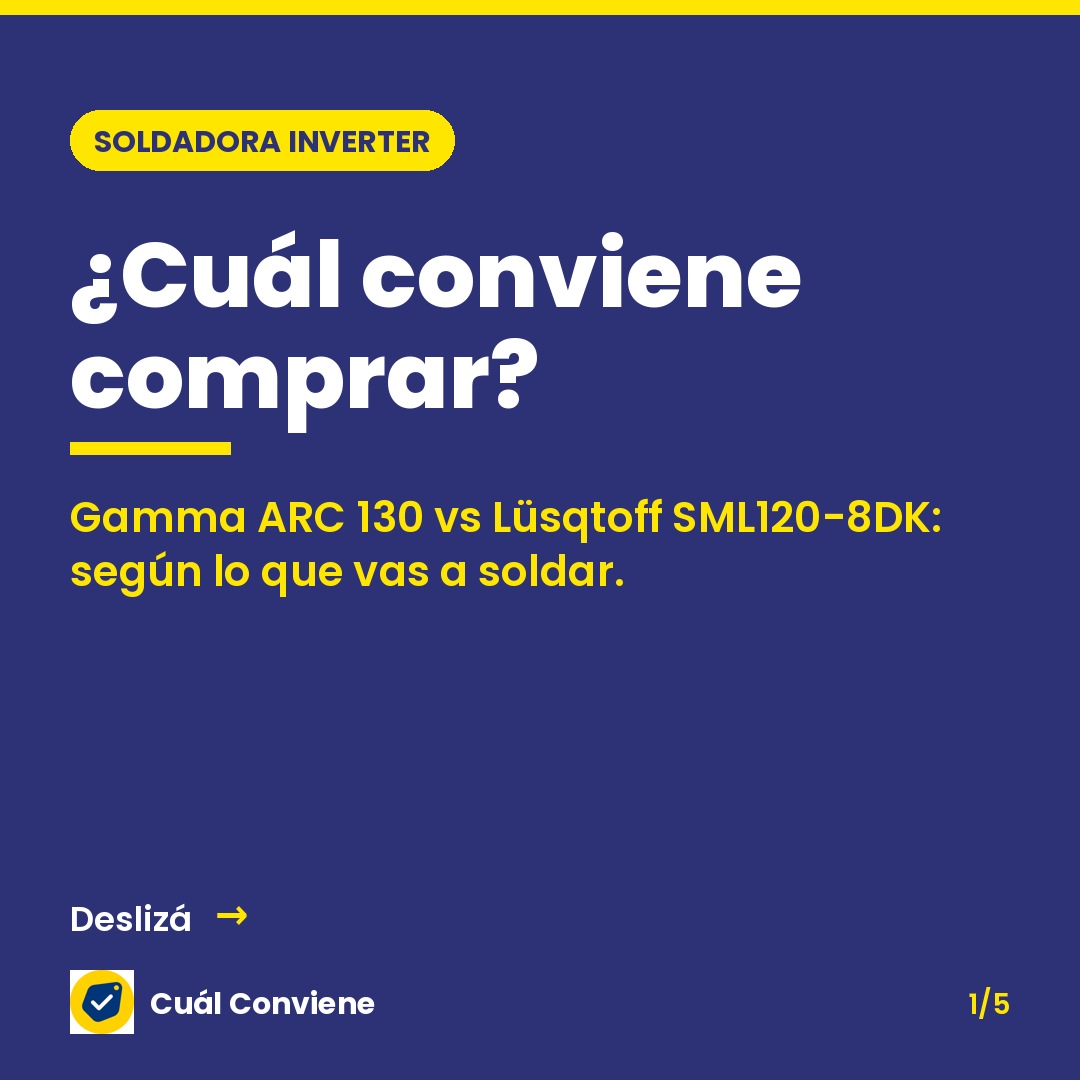 SOLDADORA INVERTER
¿Cuál conviene
comprar?
Gamma ARC 130 vs Lüsqtoff SML120-8DK:
según lo que vas a soldar.
Deslizá →
Cuál Conviene
1/5